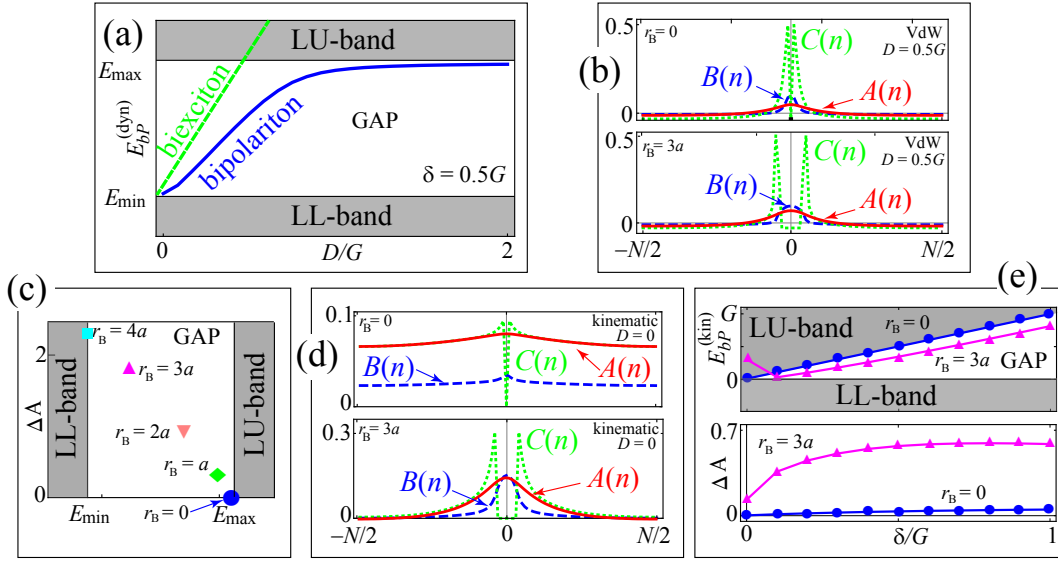 (a)
LU-band
E_max
E_bP^(dyn)
biexciton
bipolariton
GAP
δ = 0.5G
E_min
LL-band
0
D/G
2
(b)
0.5
r_B = 0
VdW
D = 0.5G
C(n)
B(n)
A(n)
0
0.5
r_B = 3a
VdW
D = 0.5G
C(n)
B(n)
A(n)
0
−N/2
0
N/2
(c)
GAP
r_B = 4a
2
r_B = 3a
LL-band
LU-band
ΔA
r_B = 2a
r_B = a
0
E_min
r_B = 0
E_max
(d)
0.1
r_B = 0
kinematic
D = 0
B(n)
C(n)
A(n)
0
0.3
r_B = 3a
kinematic
D = 0
C(n)
B(n)
A(n)
0
−N/2
0
N/2
(e)
G
LU-band
r_B = 0
E_bP^(kin)
r_B = 3a
GAP
0
LL-band
0.7
r_B = 3a
ΔA
r_B = 0
0
0
δ/G
1